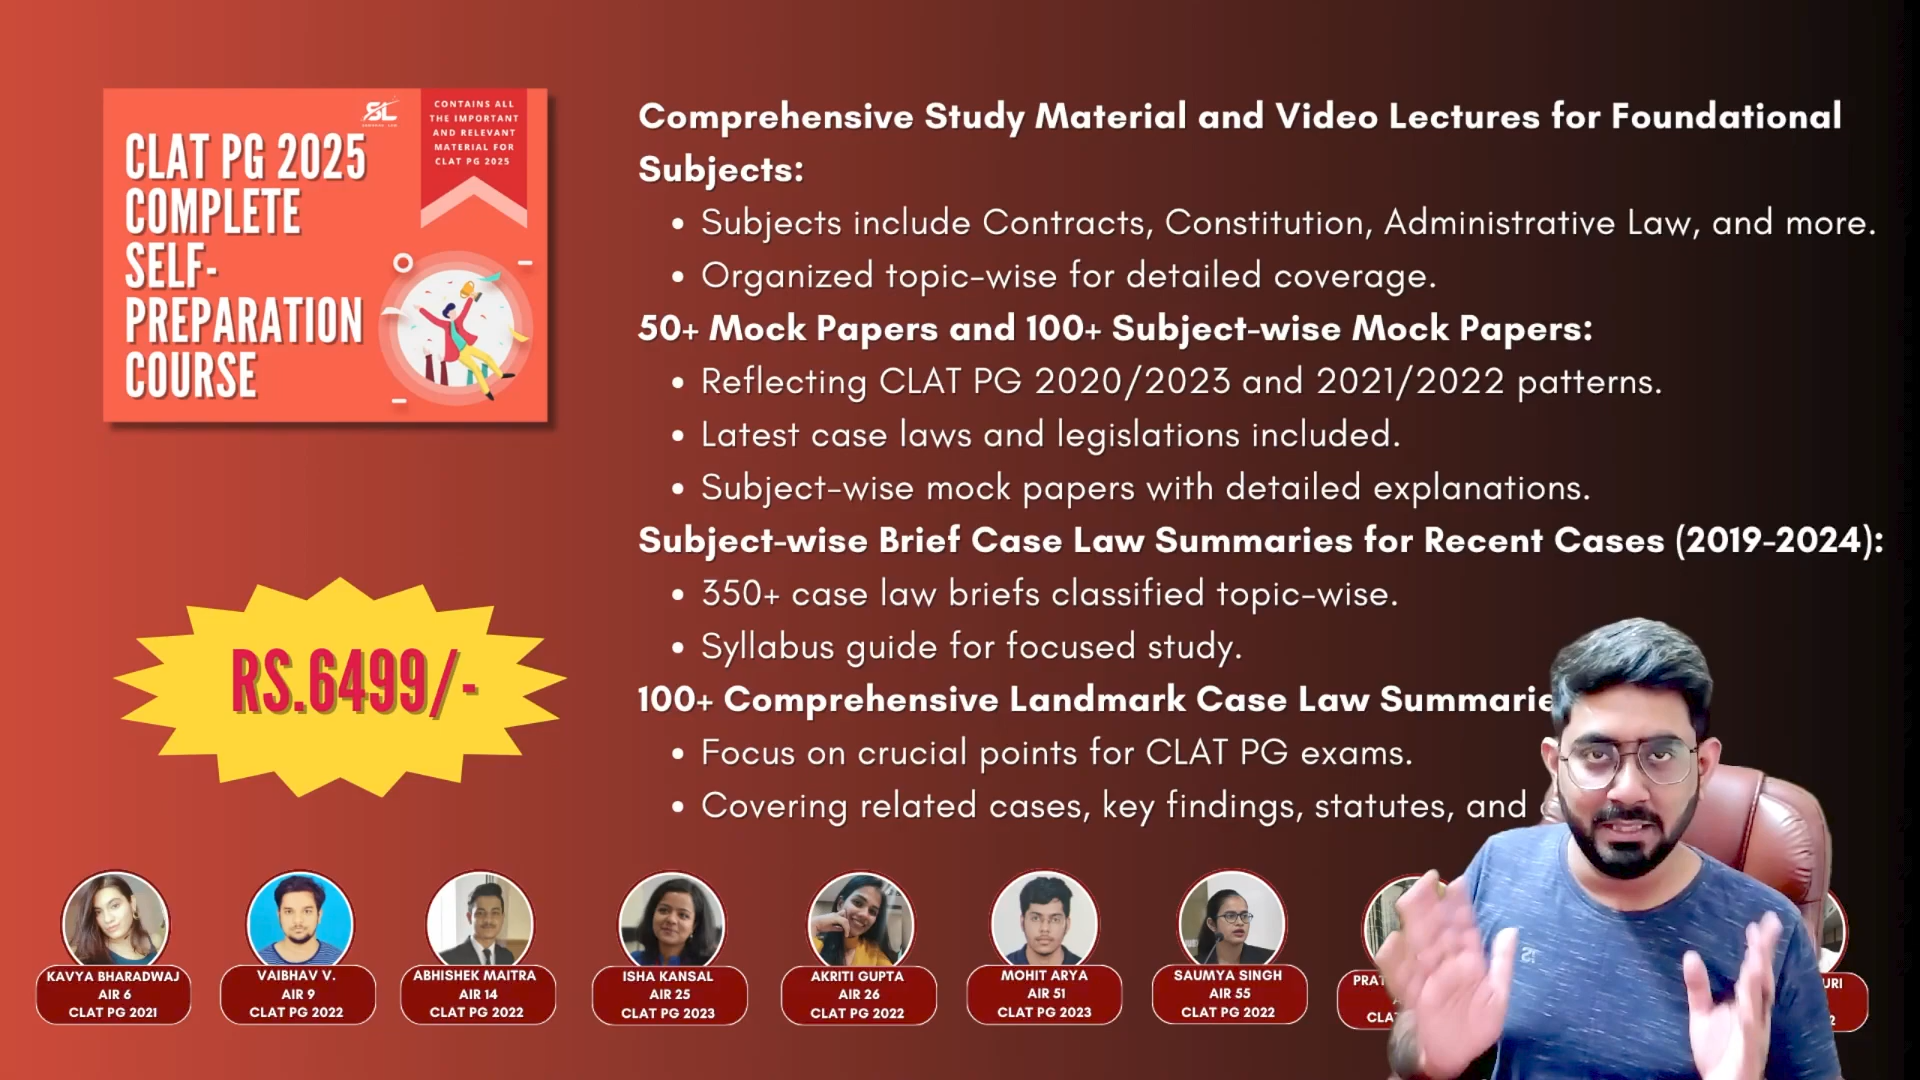 SL
CONTAINS ALL
THE IMPORTANT
AND RELEVANT
MATERIAL FOR
CLAT PG 2025
CLAT PG 2025
COMPLETE
SELF-
PREPARATION
COURSE
RS.6499/-
Comprehensive Study Material and Video Lectures for Foundational
Subjects:
• Subjects include Contracts, Constitution, Administrative Law, and more.
• Organized topic-wise for detailed coverage.
50+ Mock Papers and 100+ Subject-wise Mock Papers:
• Reflecting CLAT PG 2020/2023 and 2021/2022 patterns.
• Latest case laws and legislations included.
• Subject-wise mock papers with detailed explanations.
Subject-wise Brief Case Law Summaries for Recent Cases (2019-2024):
• 350+ case law briefs classified topic-wise.
• Syllabus guide for focused study.
100+ Comprehensive Landmark Case Law Summarie
• Focus on crucial points for CLAT PG exams.
• Covering related cases, key findings, statutes, and
KAVYA BHARADWAJ
AIR 6
CLAT PG 2021
VAIBHAV V.
AIR 9
CLAT PG 2022
ABHISHEK MAITRA
AIR 14
CLAT PG 2022
ISHA KANSAL
AIR 25
CLAT PG 2023
AKRITI GUPTA
AIR 26
CLAT PG 2022
MOHIT ARYA
AIR 51
CLAT PG 2023
SAUMYA SINGH
AIR 55
CLAT PG 2022
PRAT
CLA
URI
2